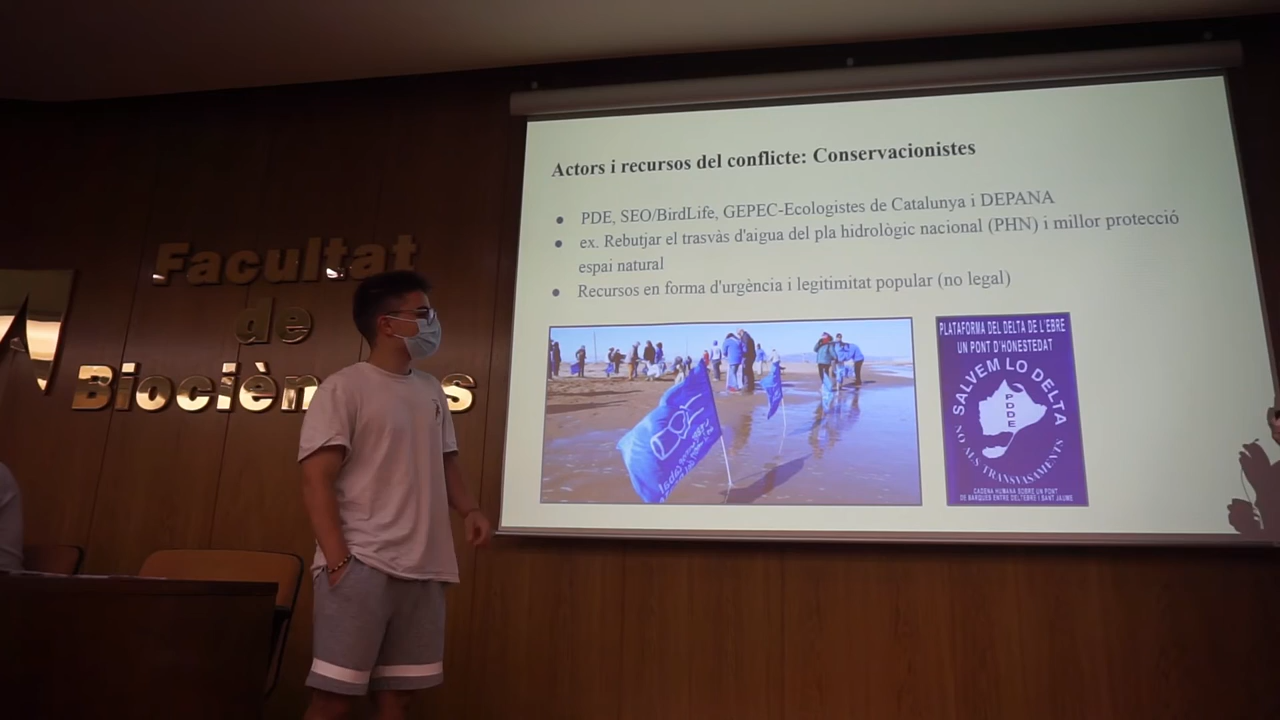 Facultat
de
Actors i recursos del conflicte: Conservacionistes
PDE, SEO/BirdLife, GEPEC-Ecologistes de Catalunya i DEPANA
ex. Rebutjar el trasvàs d'aigua del pla hidrològic nacional (PHN) i millor protecció
espai natural
Recursos en forma d'urgència i legitimitat popular (no legal)
PLATAFORMA DEL DELTA DE L'EBRE
UN PONT D'HONESTEDAT
SALVEM LO DELTA
PDDE
NO ALS TRANSVASAMENTS
CADENA HUMANA SOBRE UN PONT
DE BARQUES ENTRE DELTEBRE I SANT JAUME